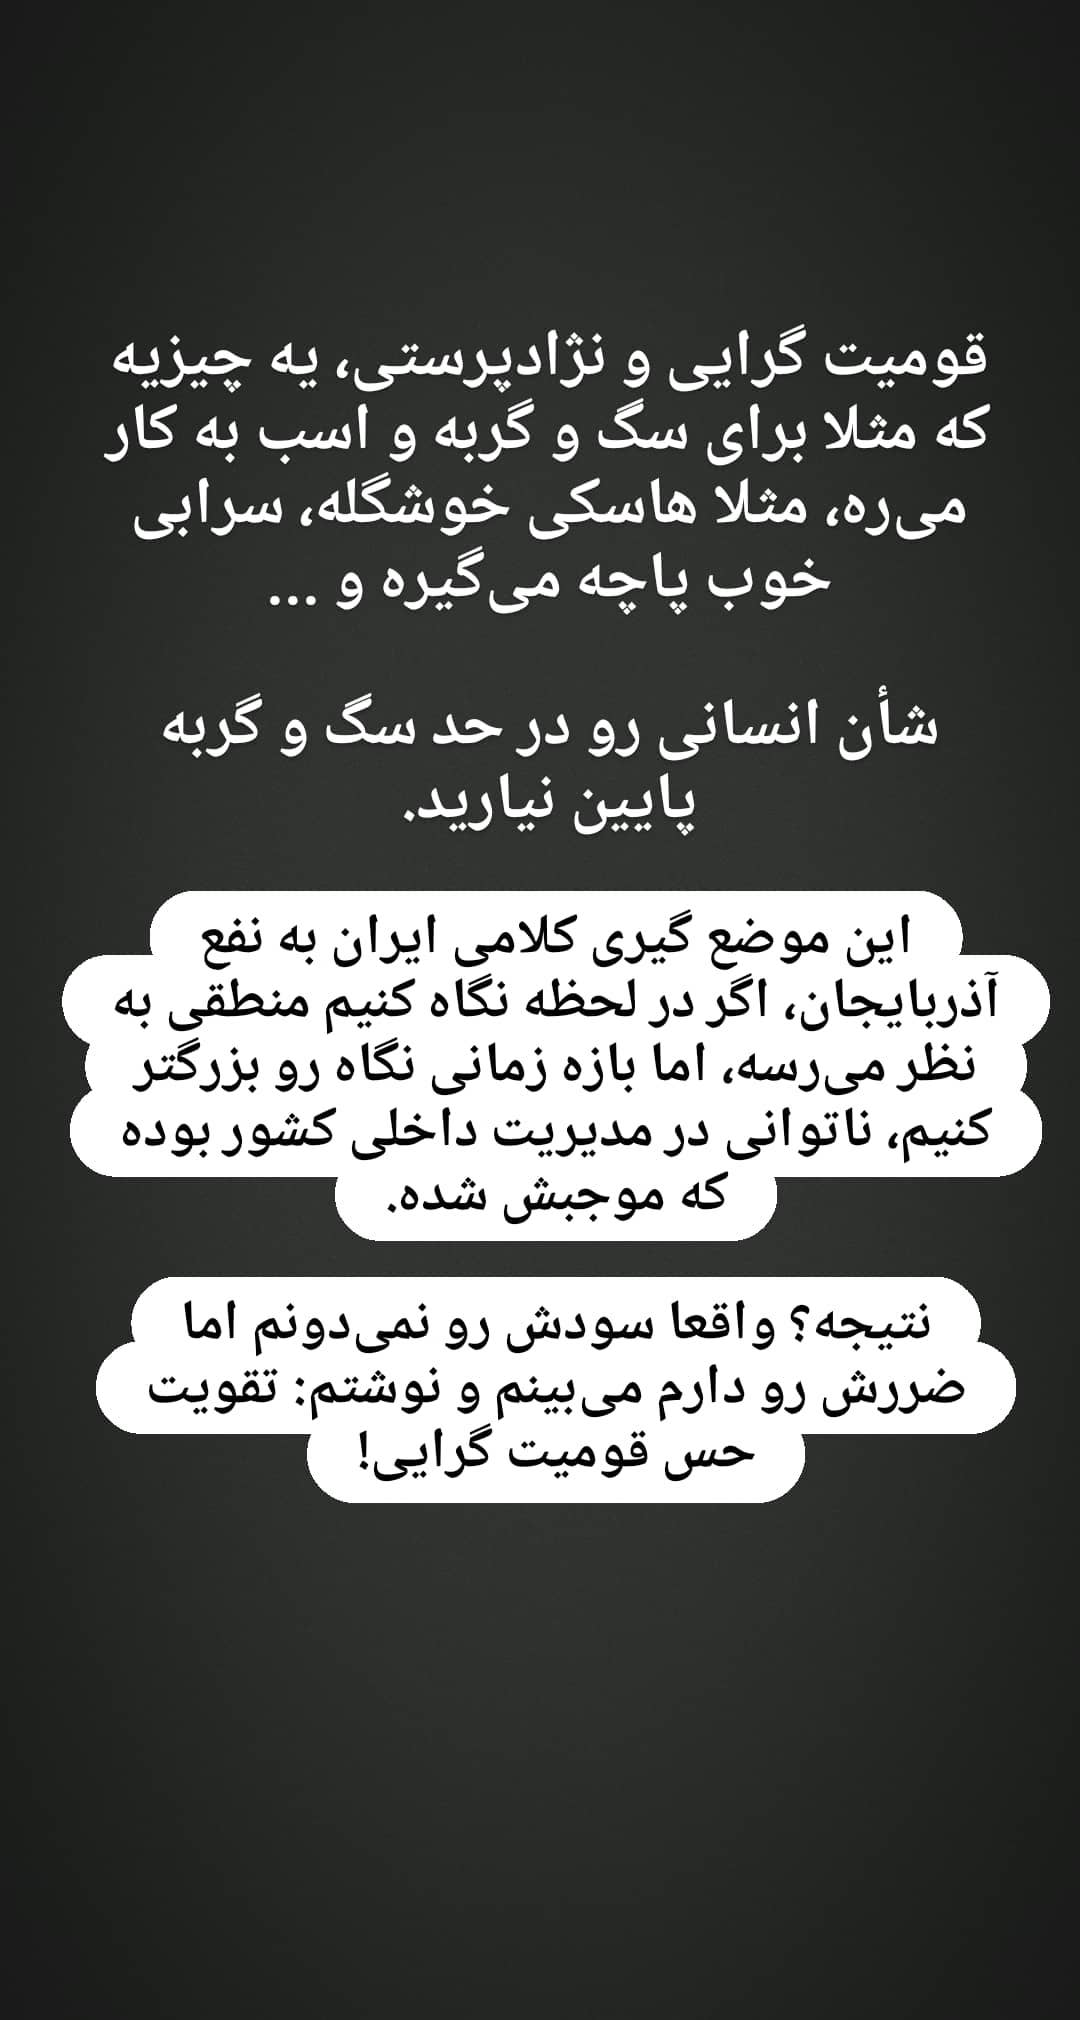 قومیت گرایی و نژادپرستی، یه چیزیه
که مثلا برای سگ و گربه و اسب به کار
می‌ره، مثلا هاسکی خوشگله، سرابی
خوب پاچه می‌گیره و ...
شأن انسانی رو در حد سگ و گربه
پایین نیارید.
این موضع گیری کلامی ایران به نفع
آذربایجان، اگر در لحظه نگاه کنیم منطقی به
نظر می‌رسه، اما بازه زمانی نگاه رو بزرگتر
کنیم، ناتوانی در مدیریت داخلی کشور بوده
که موجبش شده.
نتیجه؟ واقعا سودش رو نمی‌دونم اما
ضررش رو دارم می‌بینم و نوشتم: تقویت
حس قومیت گرایی!